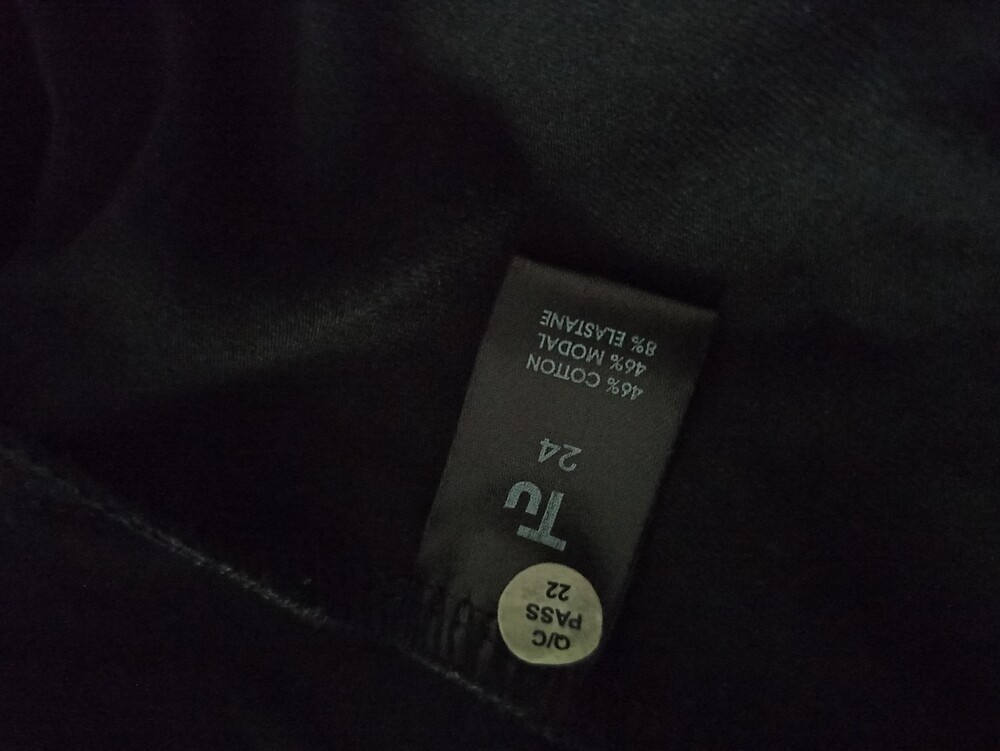 Q/C
PASS
22
Tu
24
46% COTTON
46% MODAL
8% ELASTANE